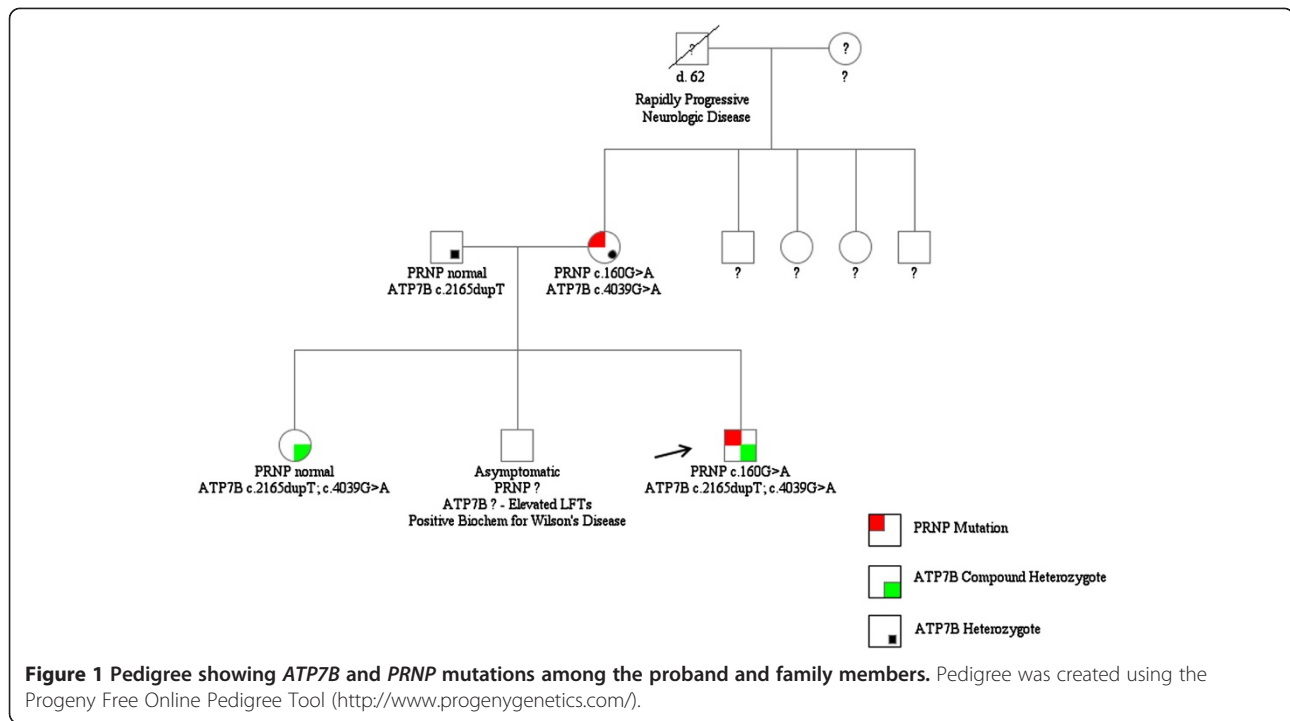 ?
?
d. 62
?
Rapidly Progressive
Neurologic Disease
PRNP normal
ATP7B c.2165dupT
PRNP c.160G>A
ATP7B c.4039G>A
?
?
?
?
PRNP normal
ATP7B c.2165dupT; c.4039G>A
Asymptomatic
PRNP ?
ATP7B ? - Elevated LFTs
Positive Biochem for Wilson's Disease
PRNP c.160G>A
ATP7B c.2165dupT; c.4039G>A
PRNP Mutation
ATP7B Compound Heterozygote
ATP7B Heterozygote
Figure 1 Pedigree showing ATP7B and PRNP mutations among the proband and family members. Pedigree was created using the
Progeny Free Online Pedigree Tool (http://www.progenygenetics.com/).